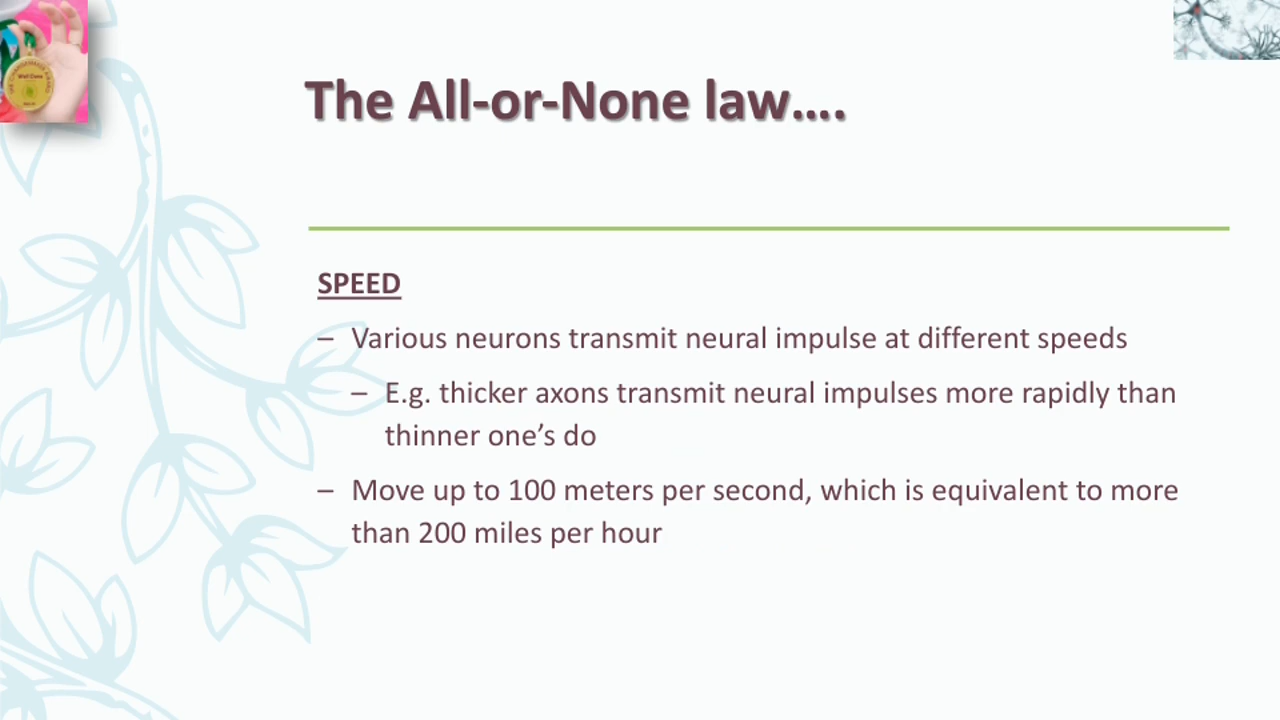 The All-or-None law….
SPEED
– Various neurons transmit neural impulse at different speeds
– E.g. thicker axons transmit neural impulses more rapidly than
thinner one’s do
– Move up to 100 meters per second, which is equivalent to more
than 200 miles per hour